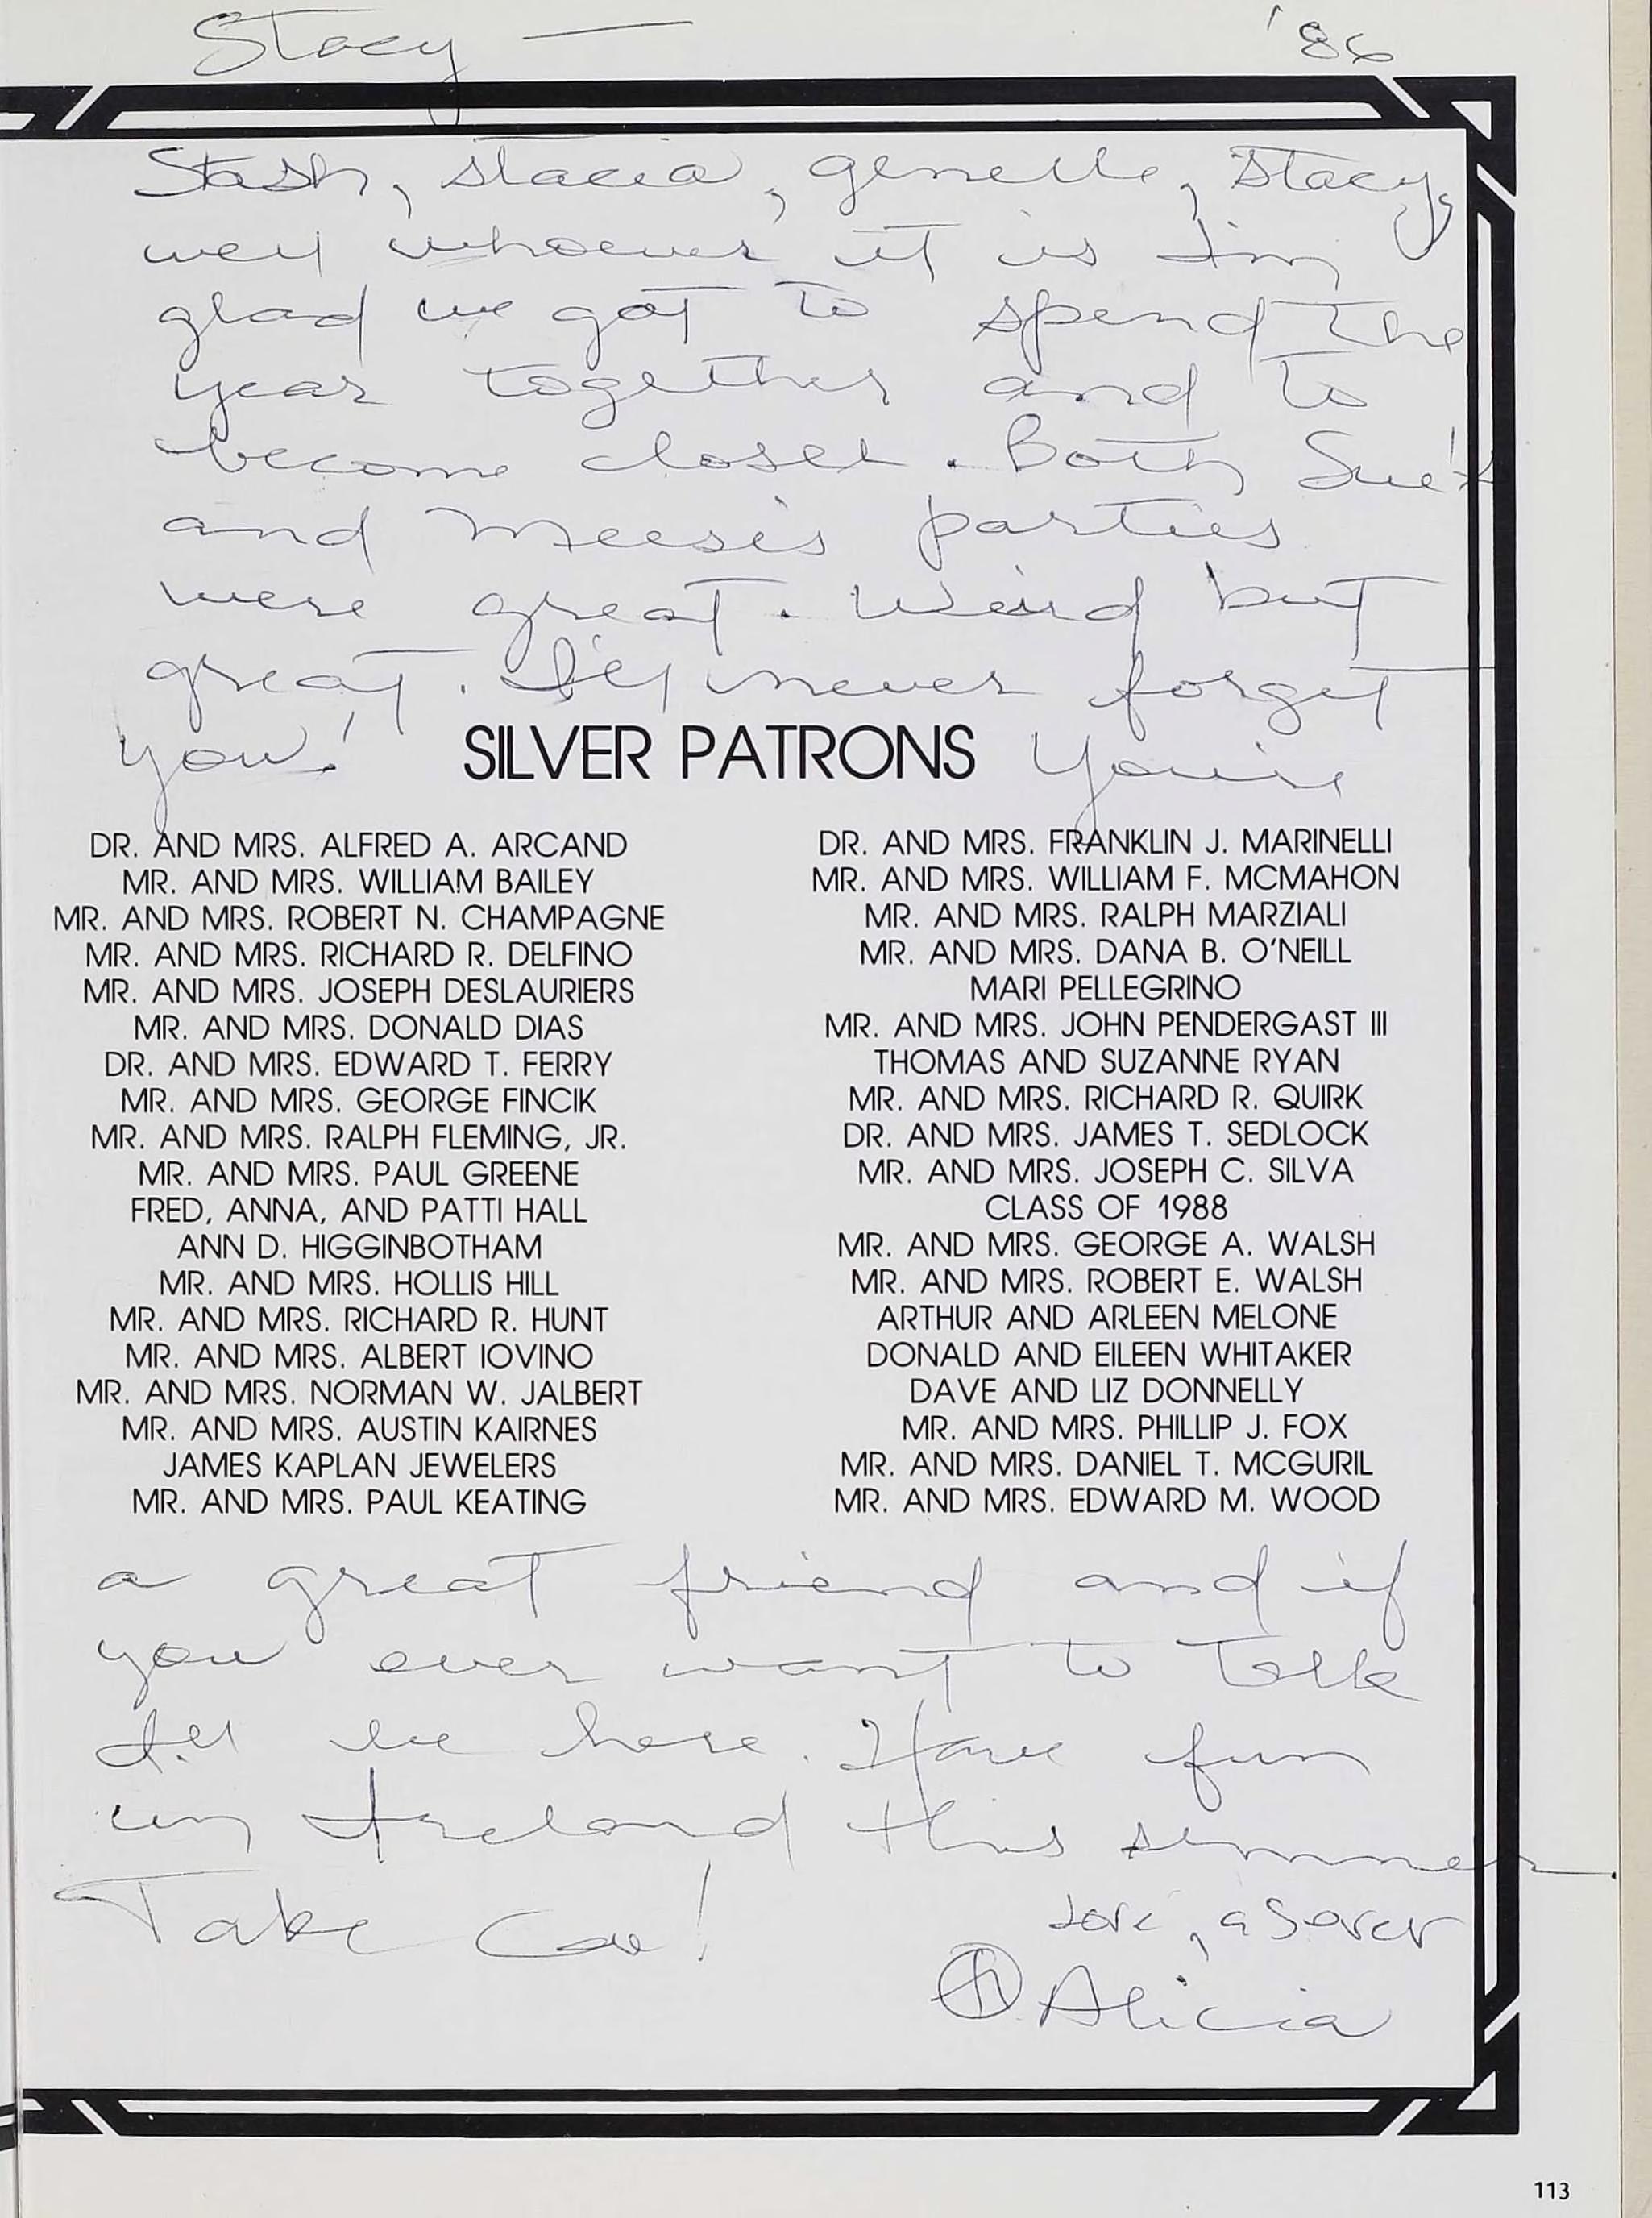 Stacy — '86
Stash, Stacia, Genelle, Stacy,
well whoever it is I'm
glad we got to spend the
year together and to
become closer. Both Sue's
and Meese's parties
were great. Weird but
great. I'll never forget
you! You're
SILVER PATRONS
DR. AND MRS. ALFRED A. ARCAND
MR. AND MRS. WILLIAM BAILEY
MR. AND MRS. ROBERT N. CHAMPAGNE
MR. AND MRS. RICHARD R. DELFINO
MR. AND MRS. JOSEPH DESLAURIERS
MR. AND MRS. DONALD DIAS
DR. AND MRS. EDWARD T. FERRY
MR. AND MRS. GEORGE FINCIK
MR. AND MRS. RALPH FLEMING, JR.
MR. AND MRS. PAUL GREENE
FRED, ANNA, AND PATTI HALL
ANN D. HIGGINBOTHAM
MR. AND MRS. HOLLIS HILL
MR. AND MRS. RICHARD R. HUNT
MR. AND MRS. ALBERT IOVINO
MR. AND MRS. NORMAN W. JALBERT
MR. AND MRS. AUSTIN KAIRNES
JAMES KAPLAN JEWELERS
MR. AND MRS. PAUL KEATING
DR. AND MRS. FRANKLIN J. MARINELLI
MR. AND MRS. WILLIAM F. MCMAHON
MR. AND MRS. RALPH MARZIALI
MR. AND MRS. DANA B. O'NEILL
MARI PELLEGRINO
MR. AND MRS. JOHN PENDERGAST III
THOMAS AND SUZANNE RYAN
MR. AND MRS. RICHARD R. QUIRK
DR. AND MRS. JAMES T. SEDLOCK
MR. AND MRS. JOSEPH C. SILVA
CLASS OF 1988
MR. AND MRS. GEORGE A. WALSH
MR. AND MRS. ROBERT E. WALSH
ARTHUR AND ARLEEN MELONE
DONALD AND EILEEN WHITAKER
DAVE AND LIZ DONNELLY
MR. AND MRS. PHILLIP J. FOX
MR. AND MRS. DANIEL T. MCGURIL
MR. AND MRS. EDWARD M. WOOD
a great friend and if
you ever want to talk
I'll be here. Have fun
in Ireland this summer.
Take Care!
Love,
Alicia
113